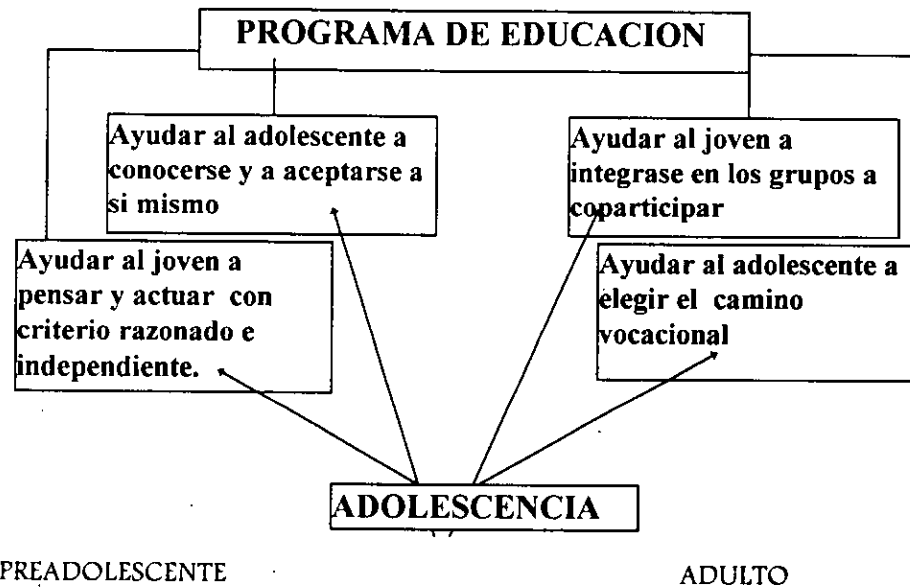 PROGRAMA DE EDUCACION
Ayudar al adolescente a
conocerse y a aceptarse a
si mismo
Ayudar al joven a
integrase en los grupos a
coparticipar
Ayudar al joven a
pensar y actuar con
criterio razonado e
independiente.
Ayudar al adolescente a
elegir el camino
vocacional
ADOLESCENCIA
PREADOLESCENTE
ADULTO